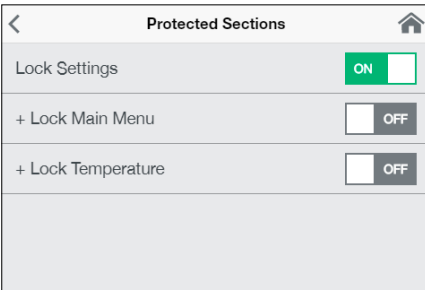 Protected Sections
Lock Settings ON
+ Lock Main Menu OFF
+ Lock Temperature OFF